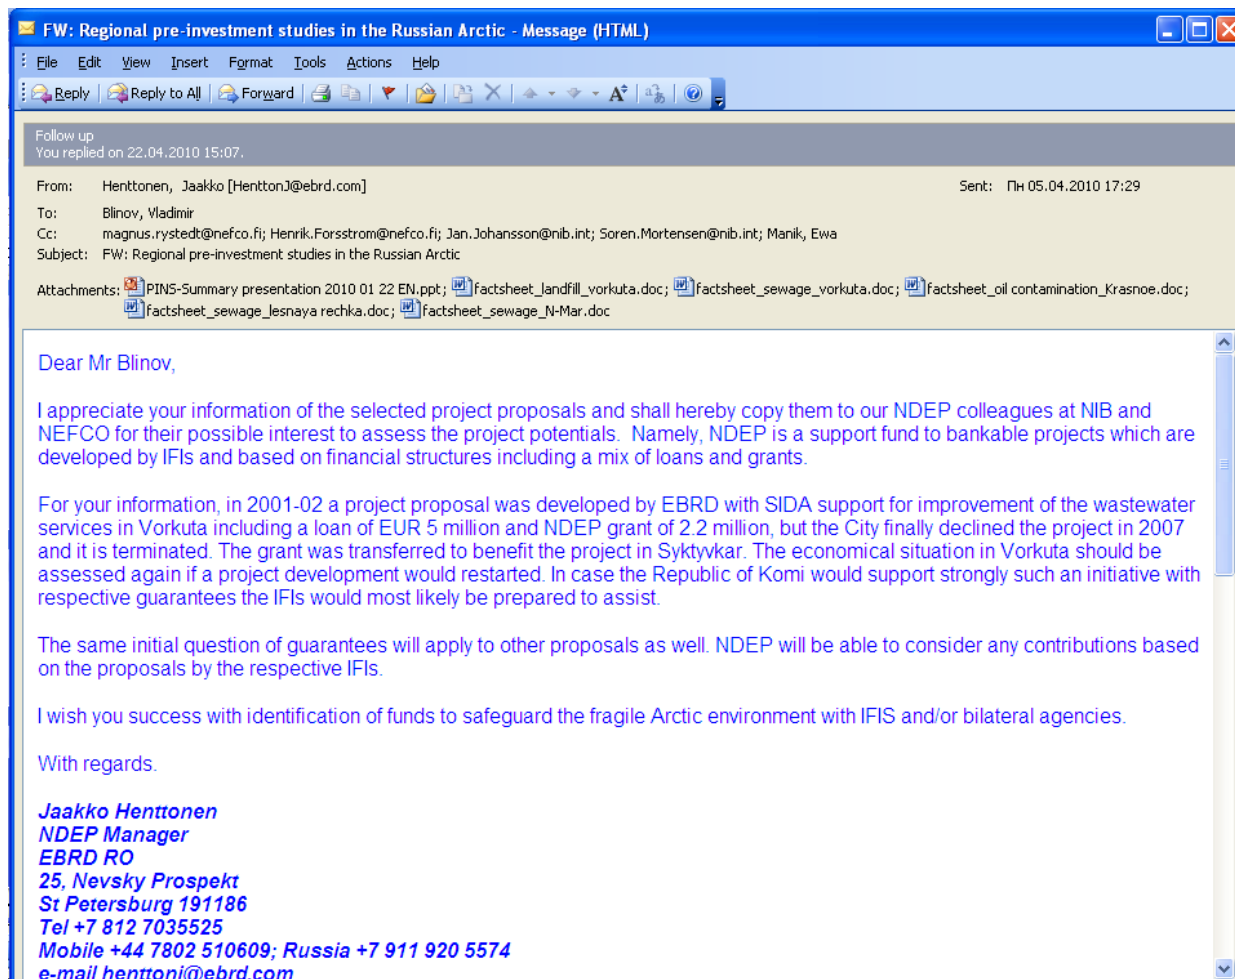 FW: Regional pre-investment studies in the Russian Arctic - Message (HTML)
File Edit View Insert Format Tools Actions Help
Reply Reply to All Forward
Follow up
You replied on 22.04.2010 15:07.
From: Henttonen, Jaakko [HenttonJ@ebrd.com] Sent: Пн 05.04.2010 17:29
To: Blinov, Vladimir
Cc: magnus.rystedt@nefco.fi; Henrik.Forsstrom@nefco.fi; Jan.Johansson@nib.int; Soren.Mortensen@nib.int; Manik, Ewa
Subject: FW: Regional pre-investment studies in the Russian Arctic
Attachments: PINS-Summary presentation 2010 01 22 EN.ppt; factsheet_landfill_vorkuta.doc; factsheet_sewage_vorkuta.doc; factsheet_oil contamination_Krasnoe.doc;
factsheet_sewage_lesnaya rechka.doc; factsheet_sewage_N-Mar.doc
Dear Mr Blinov,
I appreciate your information of the selected project proposals and shall hereby copy them to our NDEP colleagues at NIB and
NEFCO for their possible interest to assess the project potentials.  Namely, NDEP is a support fund to bankable projects which are
developed by IFIs and based on financial structures including a mix of loans and grants.
For your information, in 2001-02 a project proposal was developed by EBRD with SIDA support for improvement of the wastewater
services in Vorkuta including a loan of EUR 5 million and NDEP grant of 2.2 million, but the City finally declined the project in 2007
and it is terminated. The grant was transferred to benefit the project in Syktyvkar. The economical situation in Vorkuta should be
assessed again if a project development would restarted. In case the Republic of Komi would support strongly such an initiative with
respective guarantees the IFIs would most likely be prepared to assist.
The same initial question of guarantees will apply to other proposals as well. NDEP will be able to consider any contributions based
on the proposals by the respective IFIs.
I wish you success with identification of funds to safeguard the fragile Arctic environment with IFIS and/or bilateral agencies.
With regards.
Jaakko Henttonen
NDEP Manager
EBRD RO
25, Nevsky Prospekt
St Petersburg 191186
Tel +7 812 7035525
Mobile +44 7802 510609; Russia +7 911 920 5574
e-mail henttonj@ebrd.com